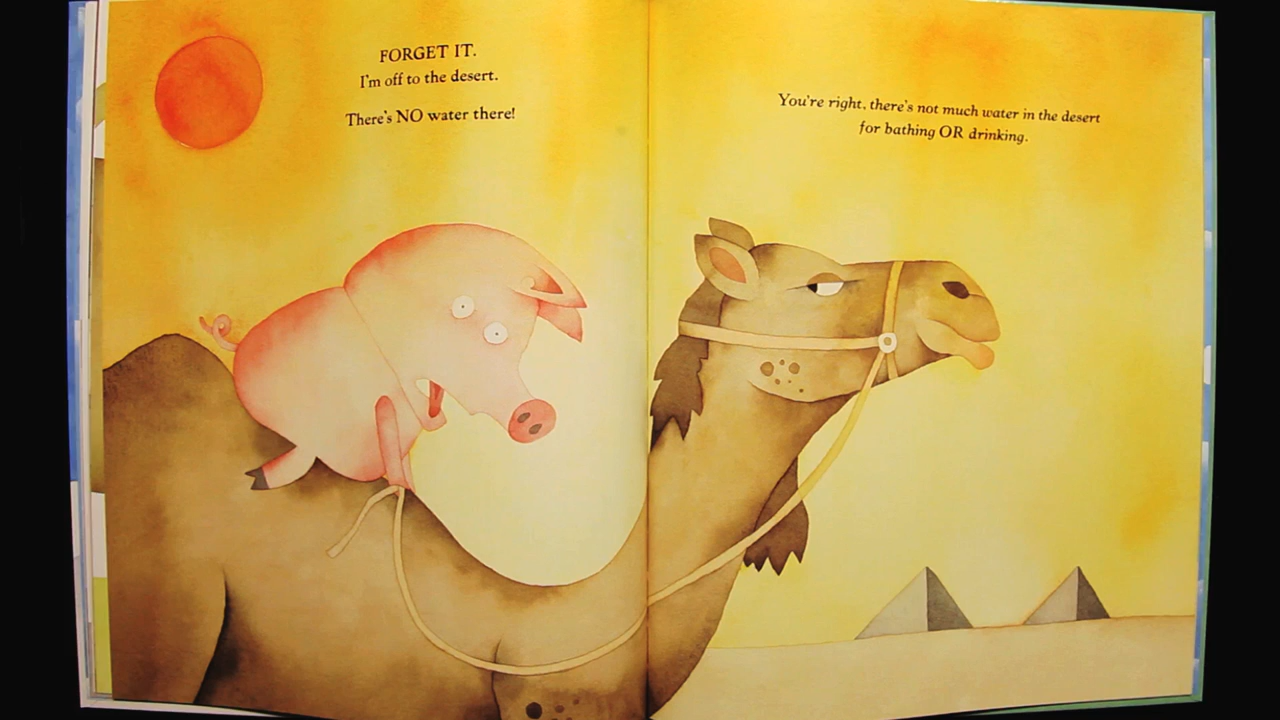 FORGET IT.
I'm off to the desert.
There's NO water there!
You're right, there's not much water in the desert
for bathing OR drinking.